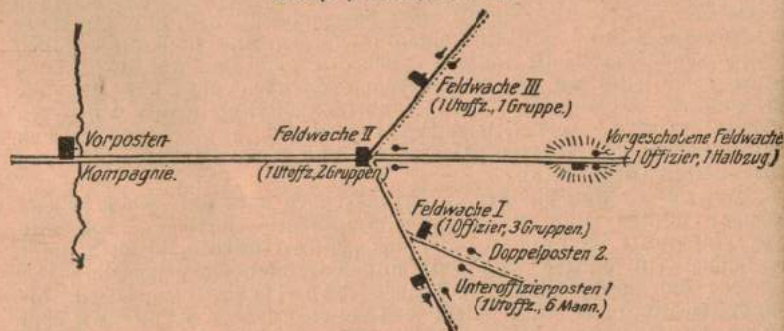 Feldwache III
(1 Utoffz., 1 Gruppe.)
Vorposten-
Kompagnie.
Feldwache II
(1 Utoffz, 2 Gruppen)
Vorgeschobene Feldwache
(1 Offizier, 1 Halbzug)
Feldwache I
(1 Offizier, 3 Gruppen.)
Doppelposten 2.
Unteroffizierposten 1
(1 Utoffz., 6 Mann.)